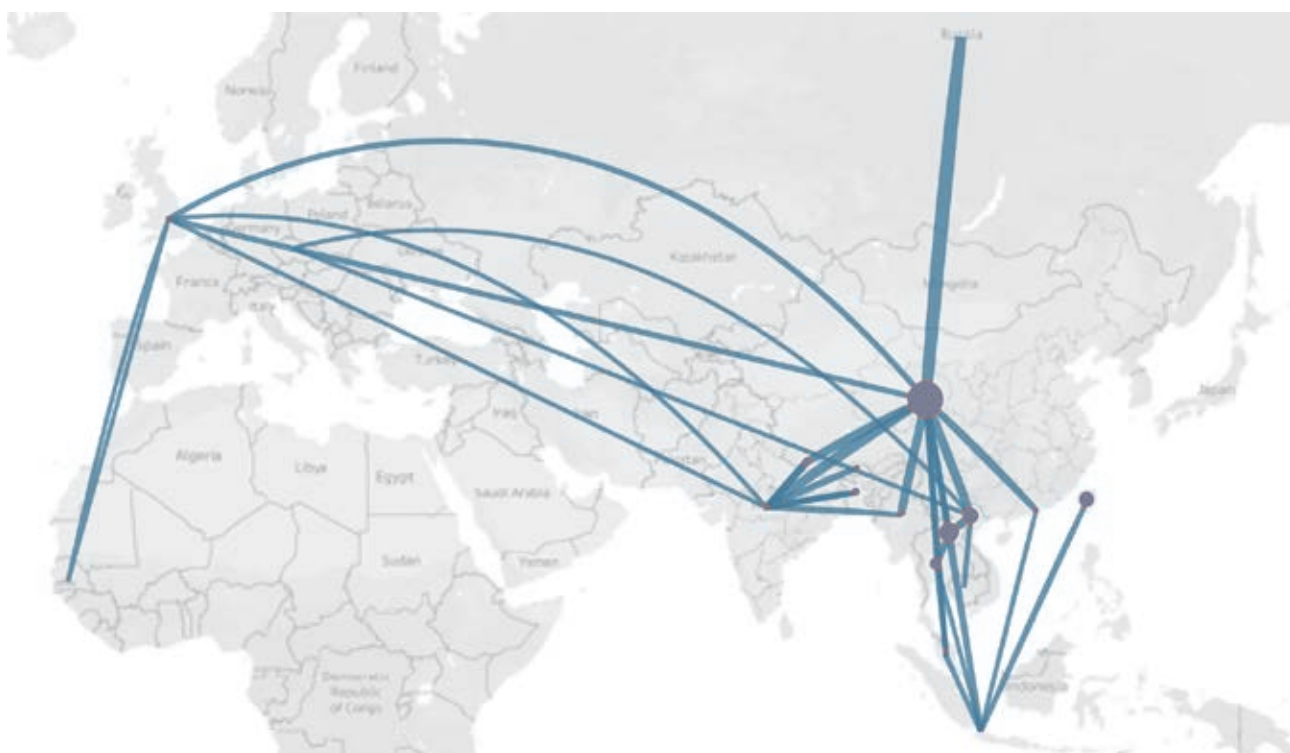 Russia
Finland
Norway
Belarus
Poland
Germany
Kazakhstan
France
Mongolia
Italy
Spain
Turkey
Japan
Iraq
Iran
Algeria
Libya
Egypt
Saudi Arabia
Sudan
Yemen
Democratic
Republic
of Congo
Indonesia